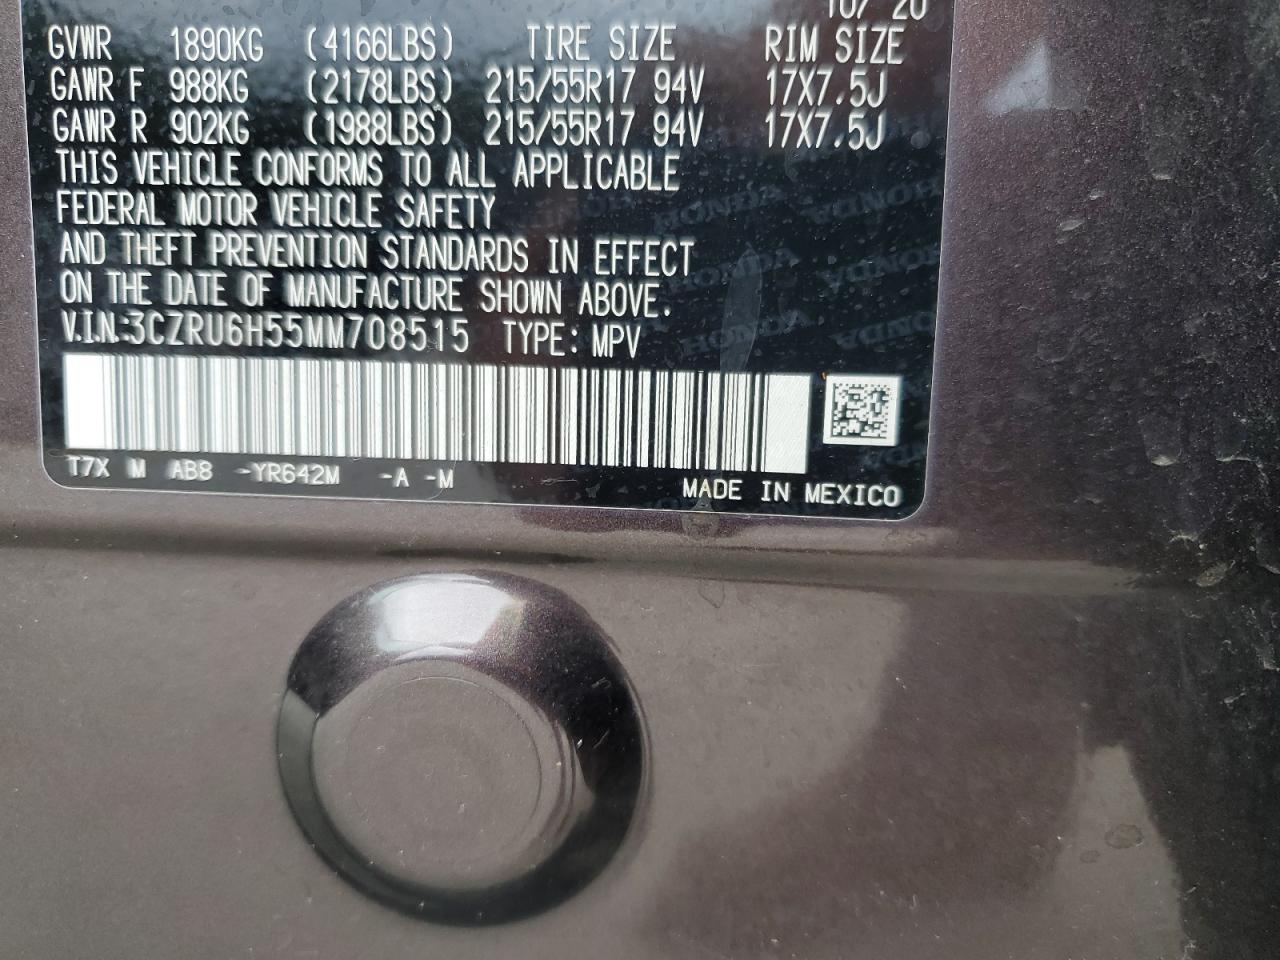 10/ 20
GVWR 1890KG (4166LBS) TIRE SIZE RIM SIZE
GAWR F 988KG (2178LBS) 215/55R17 94V 17X7.5J
GAWR R 902KG (1988LBS) 215/55R17 94V 17X7.5J
THIS VEHICLE CONFORMS TO ALL APPLICABLE
FEDERAL MOTOR VEHICLE SAFETY
AND THEFT PREVENTION STANDARDS IN EFFECT
ON THE DATE OF MANUFACTURE SHOWN ABOVE.
V.I.N:3CZRU6H55MM708515 TYPE: MPV
T7X M AB8 -YR642M -A -M
MADE IN MEXICO